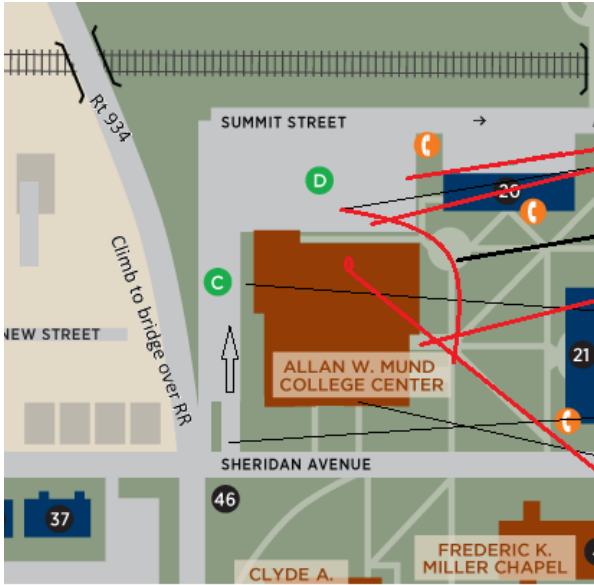 Rt 934
SUMMIT STREET
→
D
20
Climb to bridge over RR
C
NEW STREET
21
ALLAN W. MUND
COLLEGE CENTER
SHERIDAN AVENUE
46
37
FREDERIC K.
MILLER CHAPEL
CLYDE A.